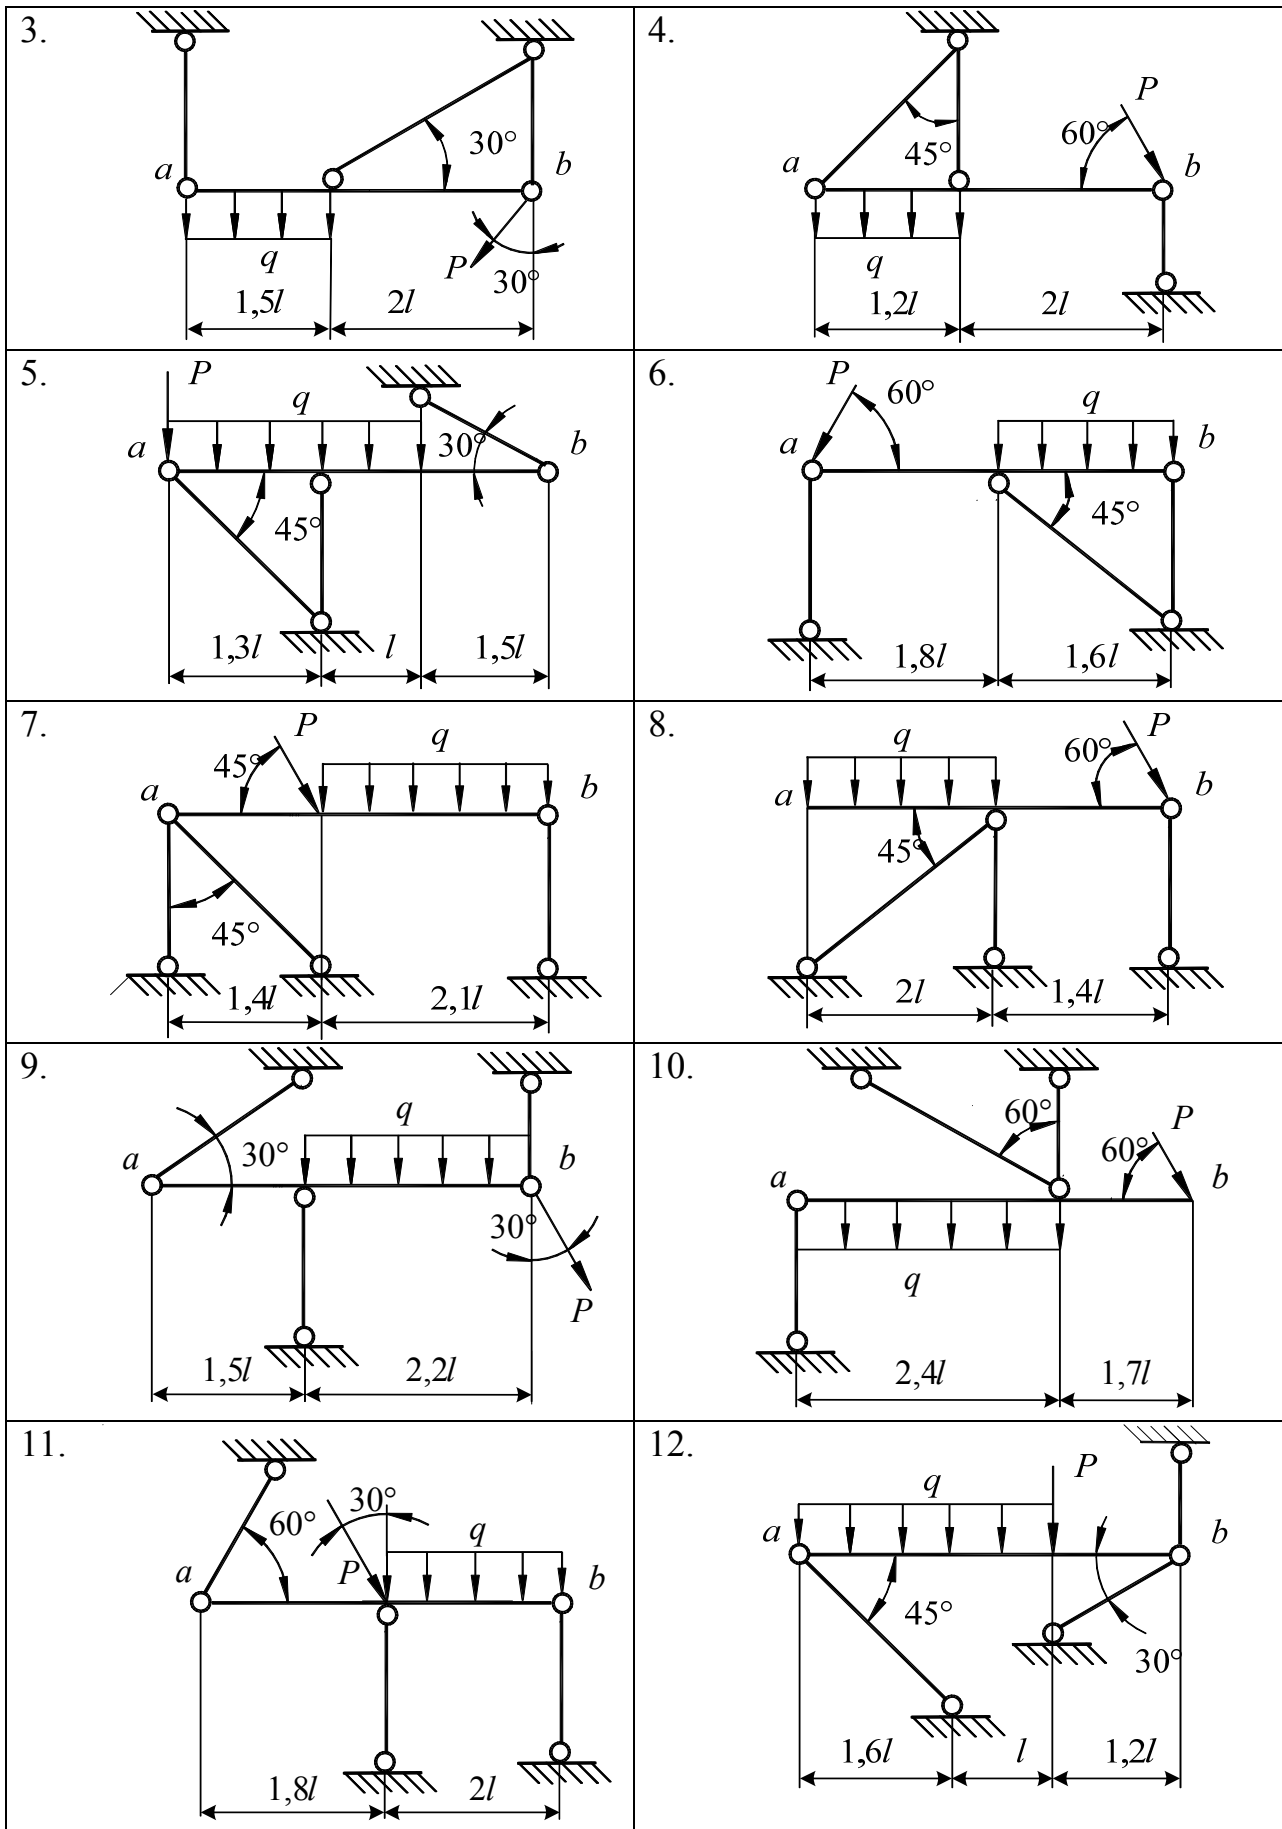 3.
a
30°
b
q
P
30°
1,5l
2l
4.
P
60°
a
45°
b
q
1,2l
2l
5.
P
q
a
30°
b
45°
1,3l
l
1,5l
6.
P
60°
q
a
b
45°
1,8l
1,6l
7.
P
q
45°
a
b
45°
1,4l
2,1l
8.
q
P
60°
a
b
45°
2l
1,4l
9.
q
a
30°
b
30°
P
1,5l
2,2l
10.
60°
P
60°
a
b
q
2,4l
1,7l
11.
30°
60°
q
P
a
b
1,8l
2l
12.
P
q
a
b
45°
30°
1,6l
l
1,2l